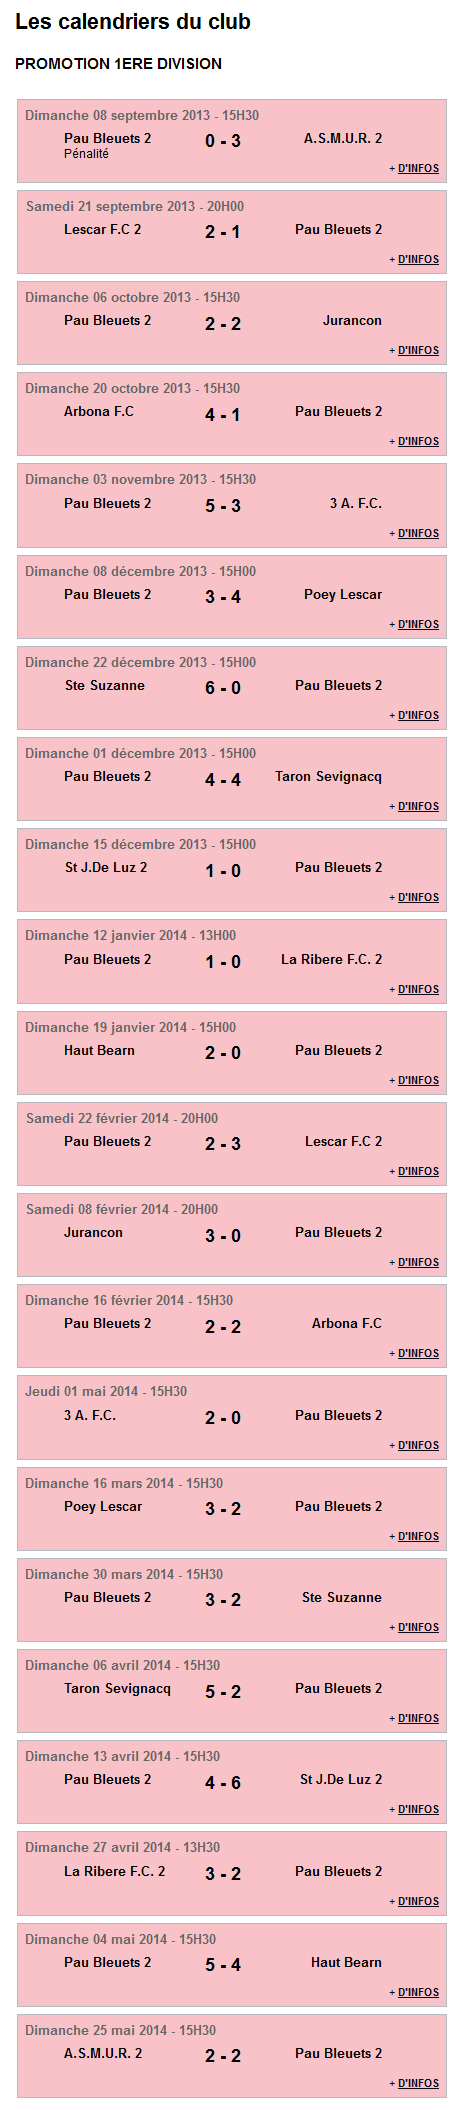 Les calendriers du club
PROMOTION 1ERE DIVISION
Dimanche 08 septembre 2013 - 15H30
Pau Bleuets 2 0 - 3 A.S.M.U.R. 2
Pénalité
+ D'INFOS
Samedi 21 septembre 2013 - 20H00
Lescar F.C 2 2 - 1 Pau Bleuets 2
+ D'INFOS
Dimanche 06 octobre 2013 - 15H30
Pau Bleuets 2 2 - 2 Jurancon
+ D'INFOS
Dimanche 20 octobre 2013 - 15H30
Arbona F.C 4 - 1 Pau Bleuets 2
+ D'INFOS
Dimanche 03 novembre 2013 - 15H30
Pau Bleuets 2 5 - 3 3 A. F.C.
+ D'INFOS
Dimanche 08 décembre 2013 - 15H00
Pau Bleuets 2 3 - 4 Poey Lescar
+ D'INFOS
Dimanche 22 décembre 2013 - 15H00
Ste Suzanne 6 - 0 Pau Bleuets 2
+ D'INFOS
Dimanche 01 décembre 2013 - 15H00
Pau Bleuets 2 4 - 4 Taron Sevignacq
+ D'INFOS
Dimanche 15 décembre 2013 - 15H00
St J.De Luz 2 1 - 0 Pau Bleuets 2
+ D'INFOS
Dimanche 12 janvier 2014 - 13H00
Pau Bleuets 2 1 - 0 La Ribere F.C. 2
+ D'INFOS
Dimanche 19 janvier 2014 - 15H00
Haut Bearn 2 - 0 Pau Bleuets 2
+ D'INFOS
Samedi 22 février 2014 - 20H00
Pau Bleuets 2 2 - 3 Lescar F.C 2
+ D'INFOS
Samedi 08 février 2014 - 20H00
Jurancon 3 - 0 Pau Bleuets 2
+ D'INFOS
Dimanche 16 février 2014 - 15H30
Pau Bleuets 2 2 - 2 Arbona F.C
+ D'INFOS
Jeudi 01 mai 2014 - 15H30
3 A. F.C. 2 - 0 Pau Bleuets 2
+ D'INFOS
Dimanche 16 mars 2014 - 15H30
Poey Lescar 3 - 2 Pau Bleuets 2
+ D'INFOS
Dimanche 30 mars 2014 - 15H30
Pau Bleuets 2 3 - 2 Ste Suzanne
+ D'INFOS
Dimanche 06 avril 2014 - 15H30
Taron Sevignacq 5 - 2 Pau Bleuets 2
+ D'INFOS
Dimanche 13 avril 2014 - 15H30
Pau Bleuets 2 4 - 6 St J.De Luz 2
+ D'INFOS
Dimanche 27 avril 2014 - 13H30
La Ribere F.C. 2 3 - 2 Pau Bleuets 2
+ D'INFOS
Dimanche 04 mai 2014 - 15H30
Pau Bleuets 2 5 - 4 Haut Bearn
+ D'INFOS
Dimanche 25 mai 2014 - 15H30
A.S.M.U.R. 2 2 - 2 Pau Bleuets 2
+ D'INFOS